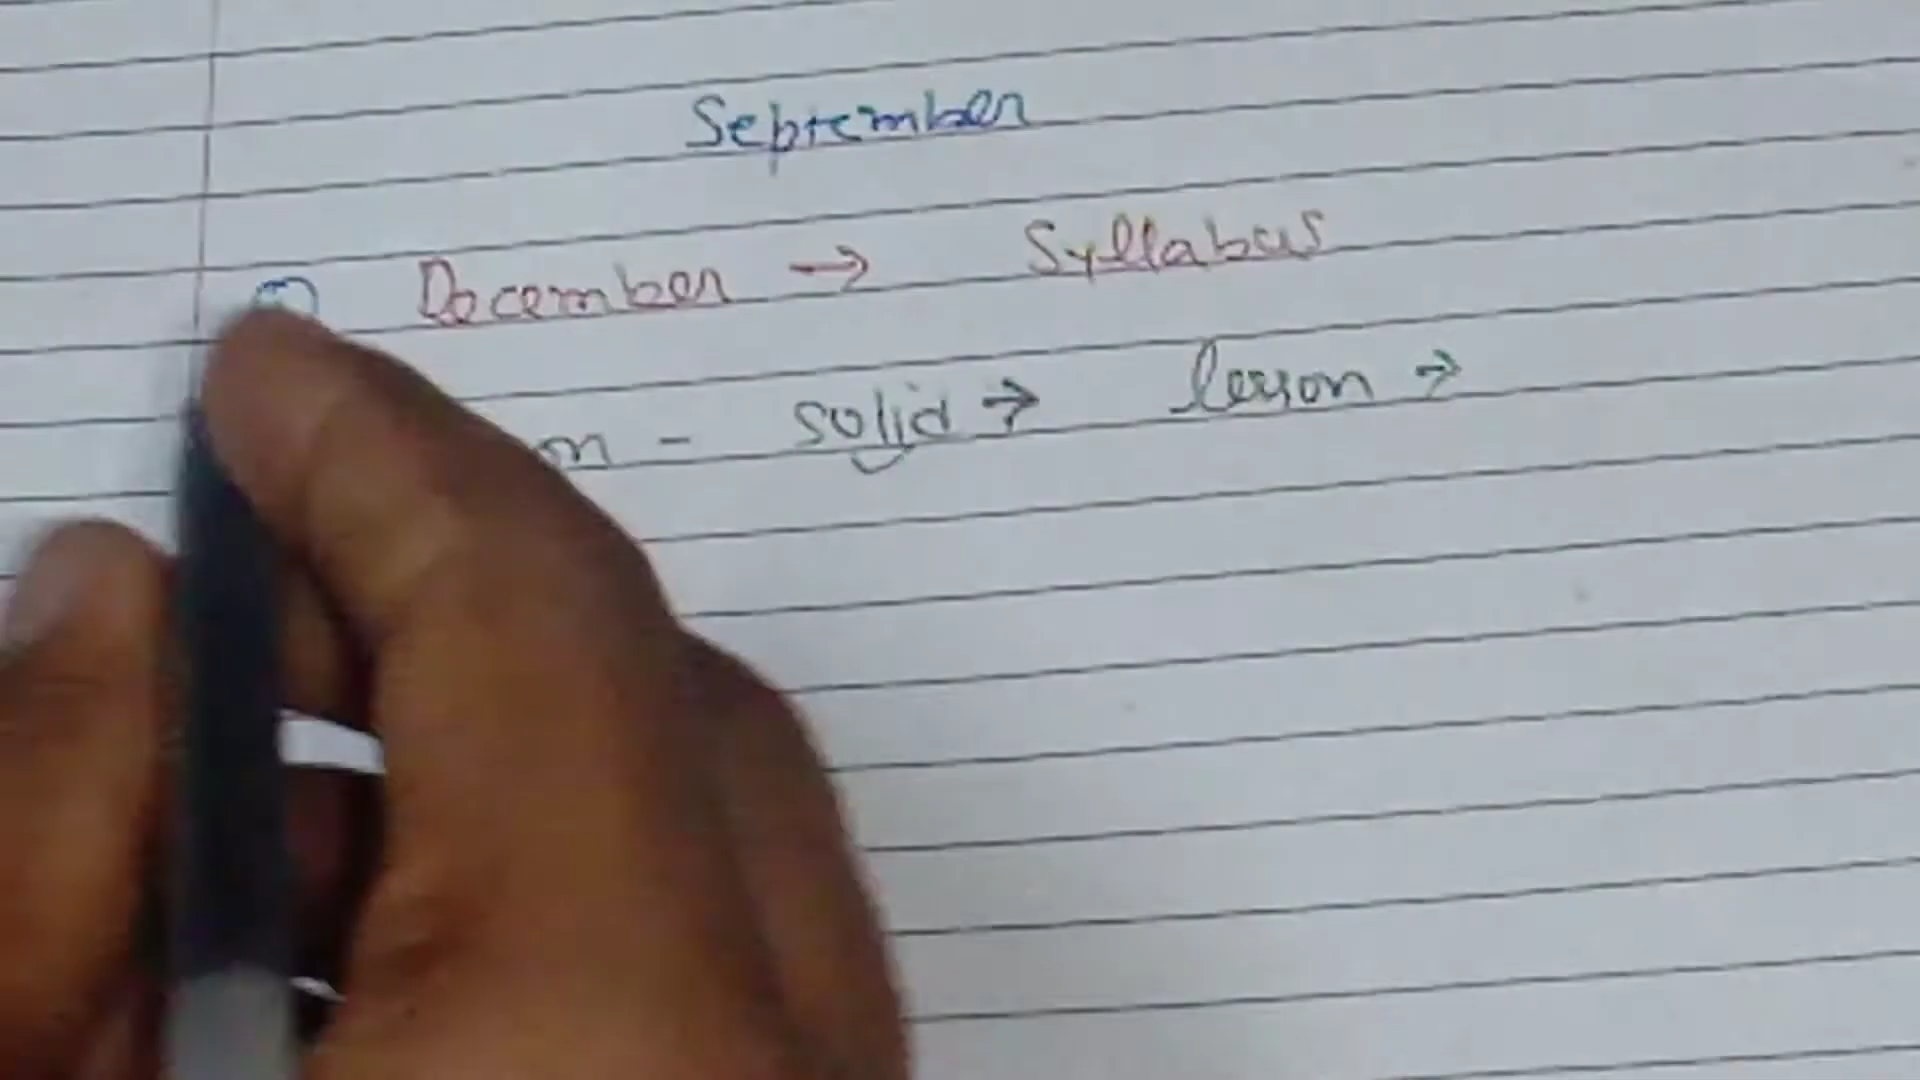 September
December → Syllabus
- solid → lesson →